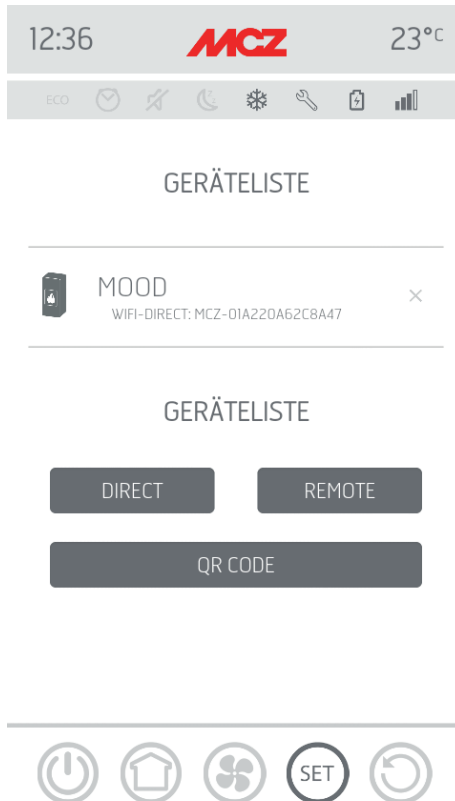 12:36 MCZ 23°C
ECO
GERÄTELISTE
MOOD
WIFI-DIRECT: MCZ-01A220A62C8A47
GERÄTELISTE
DIRECT REMOTE
QR CODE
SET